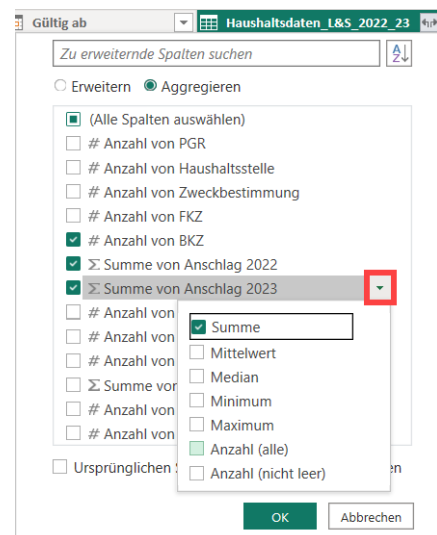 Gültig ab
Haushaltsdaten_L&S_2022_23
Zu erweiternde Spalten suchen
Erweitern Aggregieren
(Alle Spalten auswählen)
# Anzahl von PGR
# Anzahl von Haushaltsstelle
# Anzahl von Zweckbestimmung
# Anzahl von FKZ
# Anzahl von BKZ
Σ Summe von Anschlag 2022
Σ Summe von Anschlag 2023
# Anzahl von
# Anzahl von
# Anzahl von
Σ Summe vor
# Anzahl von
# Anzahl von
Summe
Mittelwert
Median
Minimum
Maximum
Anzahl (alle)
Anzahl (nicht leer)
Ursprünglichen
en
OK Abbrechen